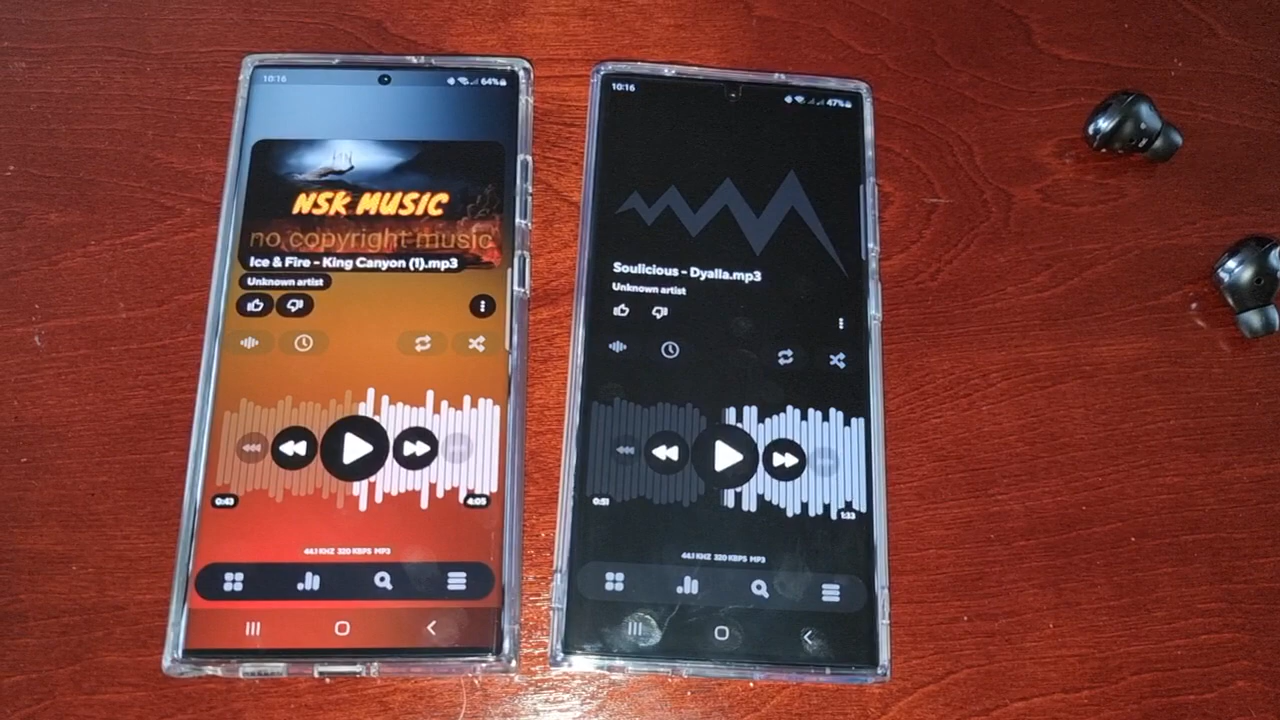 10:16
64%
NSK MUSIC
no copyright music
Ice & Fire - King Canyon (1).mp3
Unknown artist
0:43
4:05
44.1 KHZ 320 KBPS MP3
10:16
47%
Soulicious - Dyalla.mp3
Unknown artist
0:51
1:33
44.1 KHZ 320 KBPS MP3